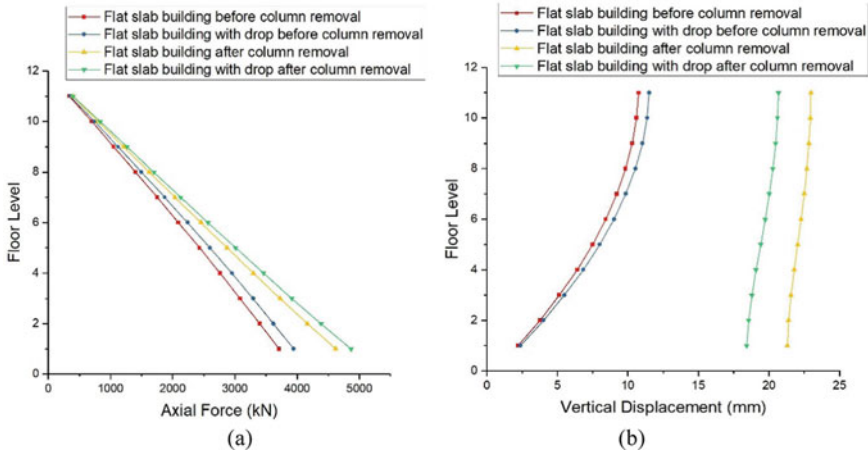 Flat slab building before column removal
Flat slab building with drop before column removal
Flat slab building after column removal
Flat slab building with drop after column removal
12
10
8
6
4
2
0
Floor Level
0
1000
2000
3000
4000
5000
Axial Force (kN)
(a)
Flat slab building before column removal
Flat slab building with drop before column removal
Flat slab building after column removal
Flat slab building with drop after column removal
12
10
8
6
4
2
0
Floor Level
0
5
10
15
20
25
Vertical Displacement (mm)
(b)